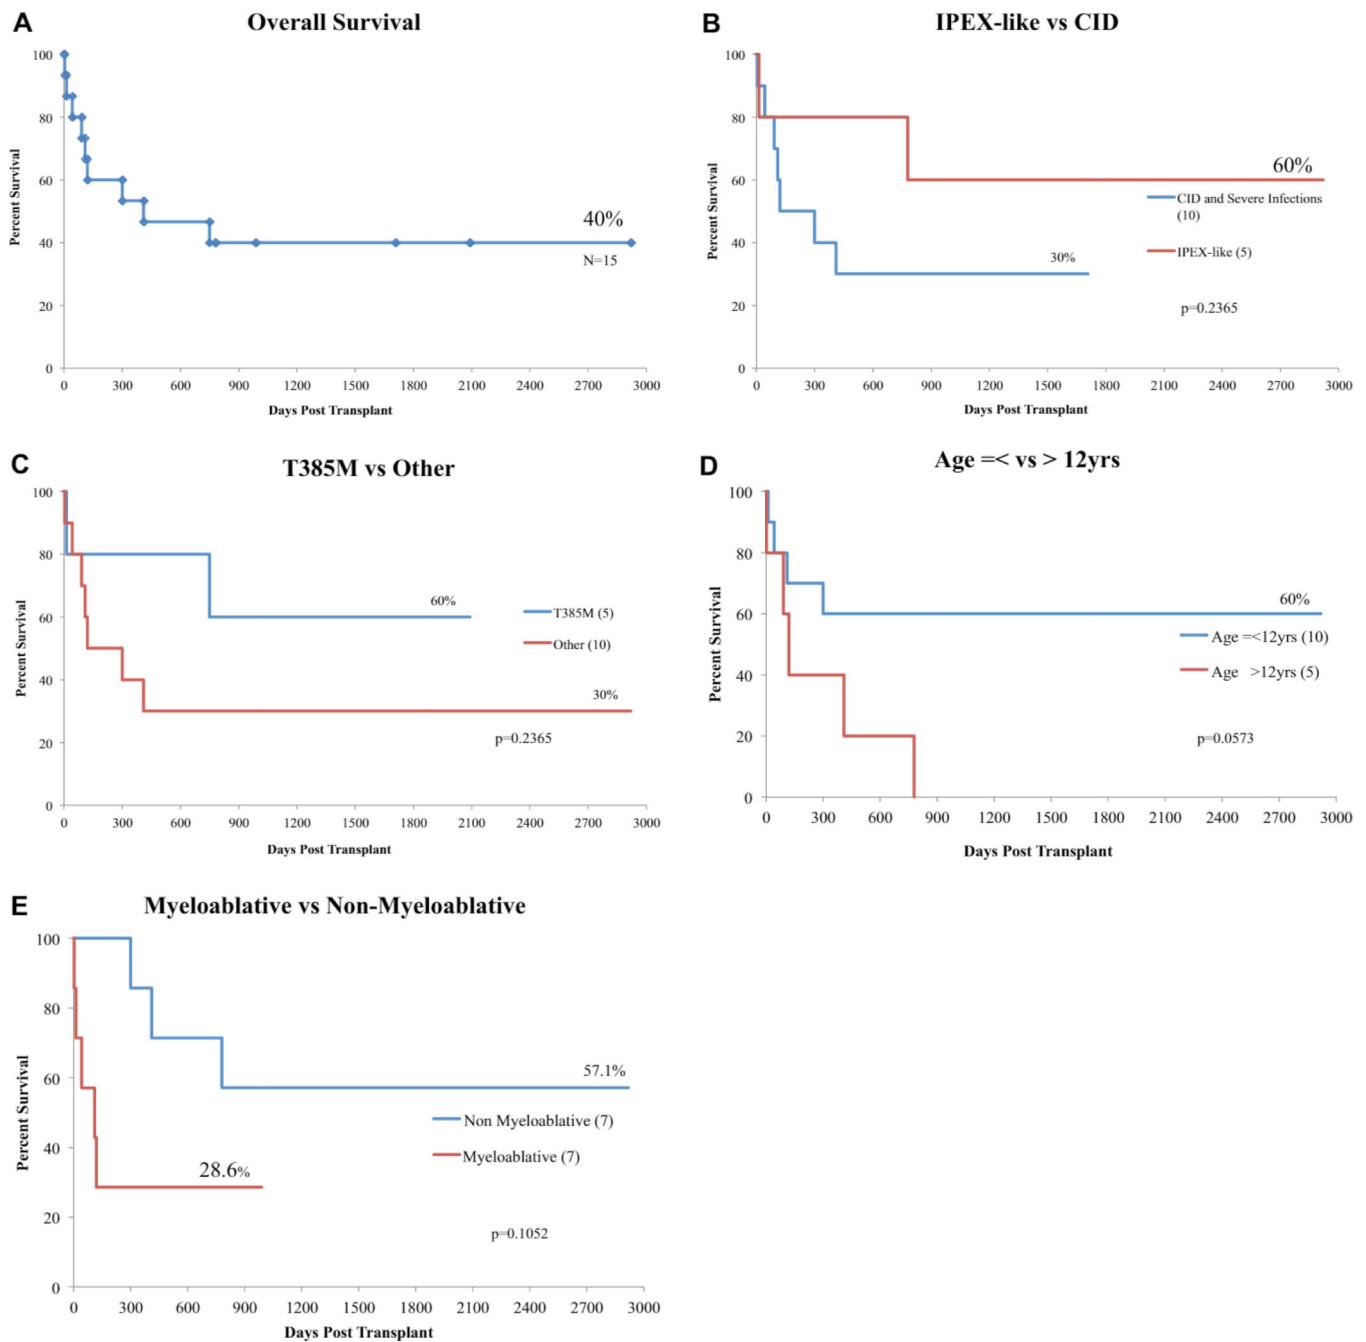 A
Overall Survival
100
80
60
40
20
0
Percent Survival
40%
N=15
0 300 600 900 1200 1500 1800 2100 2400 2700 3000
Days Post Transplant
B
IPEX-like vs CID
100
80
60
40
20
0
Percent Survival
60%
CID and Severe Infections
(10)
IPEX-like (5)
30%
p=0.2365
0 300 600 900 1200 1500 1800 2100 2400 2700 3000
Days Post Transplant
C
T385M vs Other
100
80
60
40
20
0
Percent Survival
60%
T385M (5)
Other (10)
30%
p=0.2365
0 300 600 900 1200 1500 1800 2100 2400 2700 3000
Days Post Transplant
D
Age =< vs > 12yrs
100
80
60
40
20
0
Percent Survival
60%
Age =<12yrs (10)
Age >12yrs (5)
p=0.0573
0 300 600 900 1200 1500 1800 2100 2400 2700 3000
Days Post Transplant
E
Myeloablative vs Non-Myeloablative
100
80
60
40
20
0
Percent Survival
57.1%
Non Myeloablative (7)
Myeloablative (7)
28.6%
p=0.1052
0 300 600 900 1200 1500 1800 2100 2400 2700 3000
Days Post Transplant